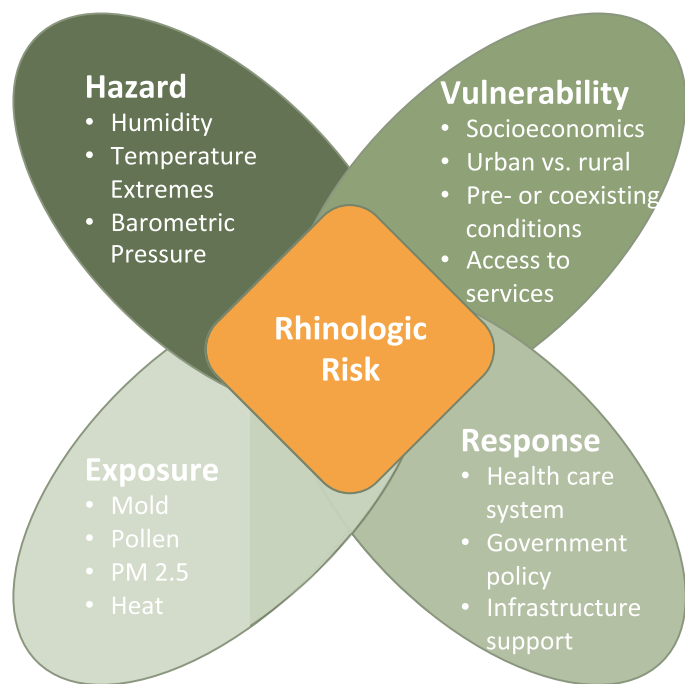 Hazard
• Humidity
• Temperature
Extremes
• Barometric
Pressure
Vulnerability
• Socioeconomics
• Urban vs. rural
• Pre- or coexisting
conditions
• Access to
services
Rhinologic
Risk
Exposure
• Mold
• Pollen
• PM 2.5
• Heat
Response
• Health care
system
• Government
policy
• Infrastructure
support